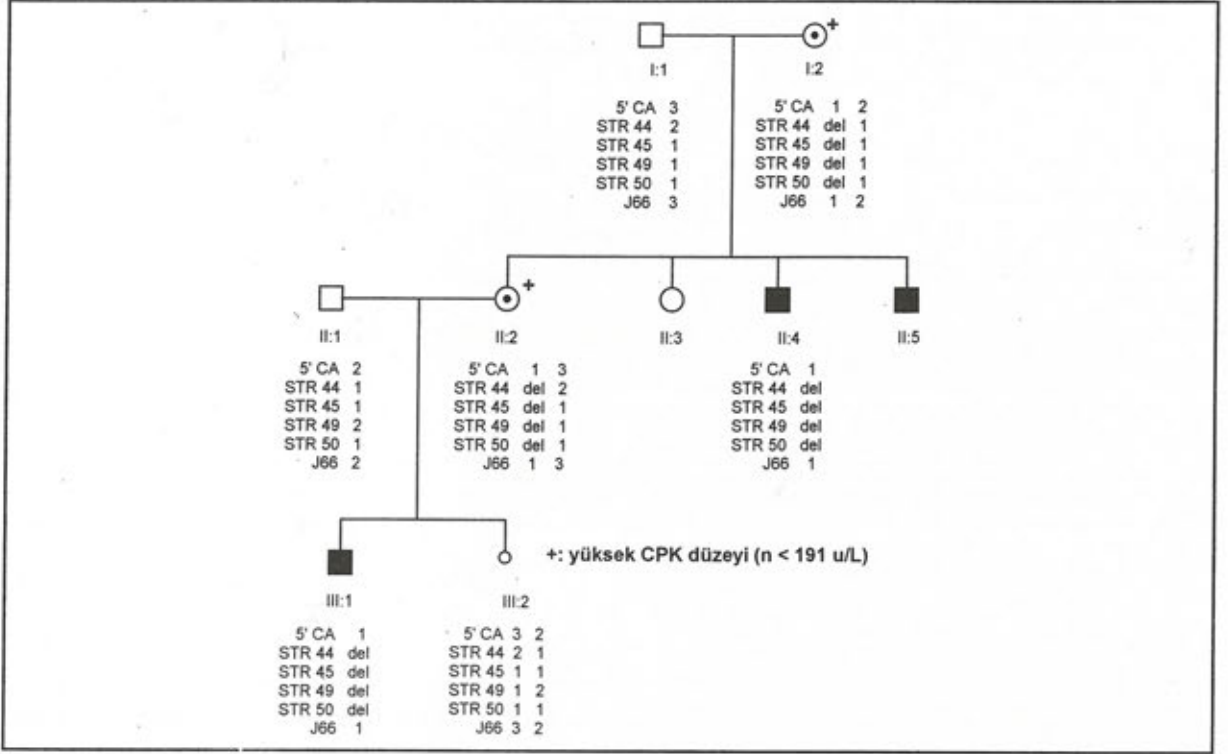 +
I:1
I:2
5' CA 3
STR 44 2
STR 45 1
STR 49 1
STR 50 1
J66 3
5' CA 1 2
STR 44 del 1
STR 45 del 1
STR 49 del 1
STR 50 del 1
J66 1 2
+
II:1
II:2
II:3
II:4
II:5
5' CA 2
STR 44 1
STR 45 1
STR 49 2
STR 50 1
J66 2
5' CA 1 3
STR 44 del 2
STR 45 del 1
STR 49 del 1
STR 50 del 1
J66 1 3
5' CA 1
STR 44 del
STR 45 del
STR 49 del
STR 50 del
J66 1
+: yüksek CPK düzeyi (n < 191 u/L)
III:1
III:2
5' CA 1
STR 44 del
STR 45 del
STR 49 del
STR 50 del
J66 1
5' CA 3 2
STR 44 2 1
STR 45 1 1
STR 49 1 2
STR 50 1 1
J66 3 2